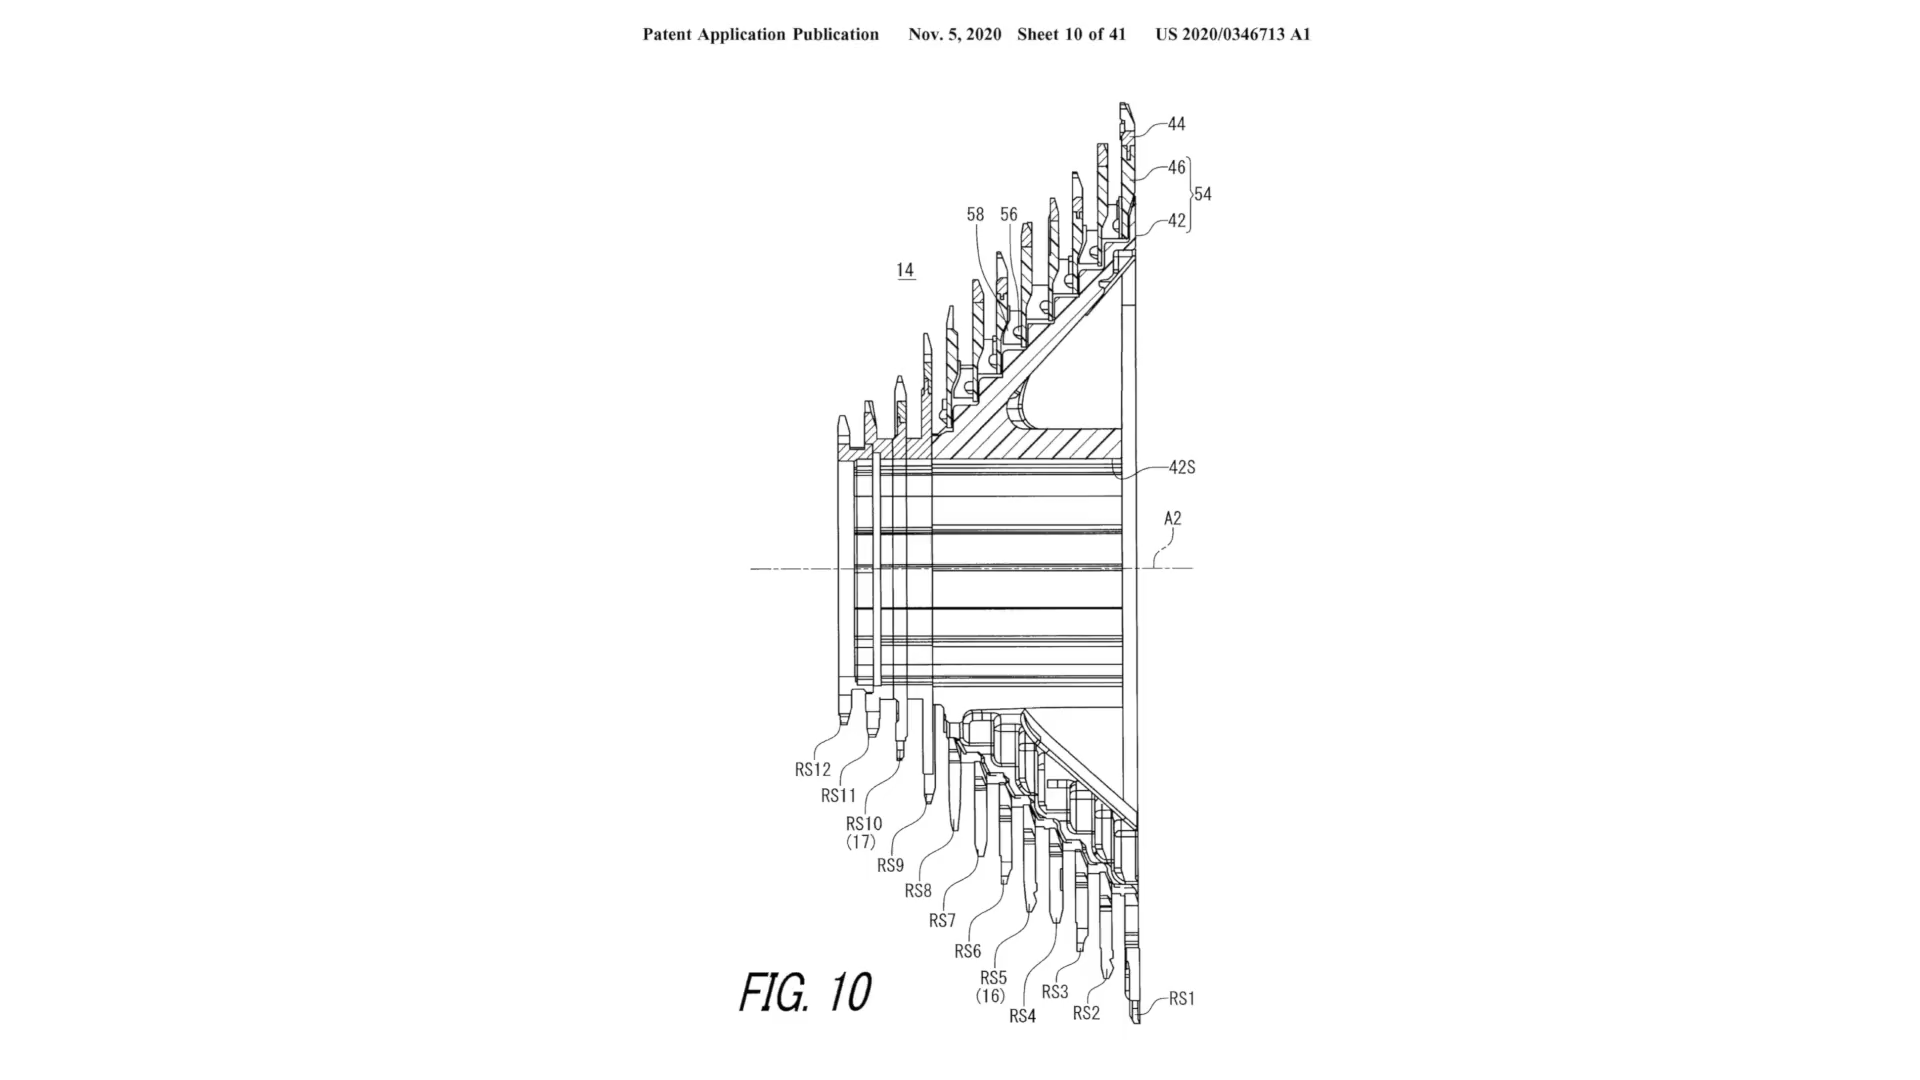 Patent Application Publication Nov. 5, 2020 Sheet 10 of 41 US 2020/0346713 A1
44
46
54
42
58 56
14
42S
A2
RS12
RS11
RS10
(17)
RS9
RS8
RS7
RS6
RS5
(16)
RS4
RS3
RS2
RS1
FIG. 10